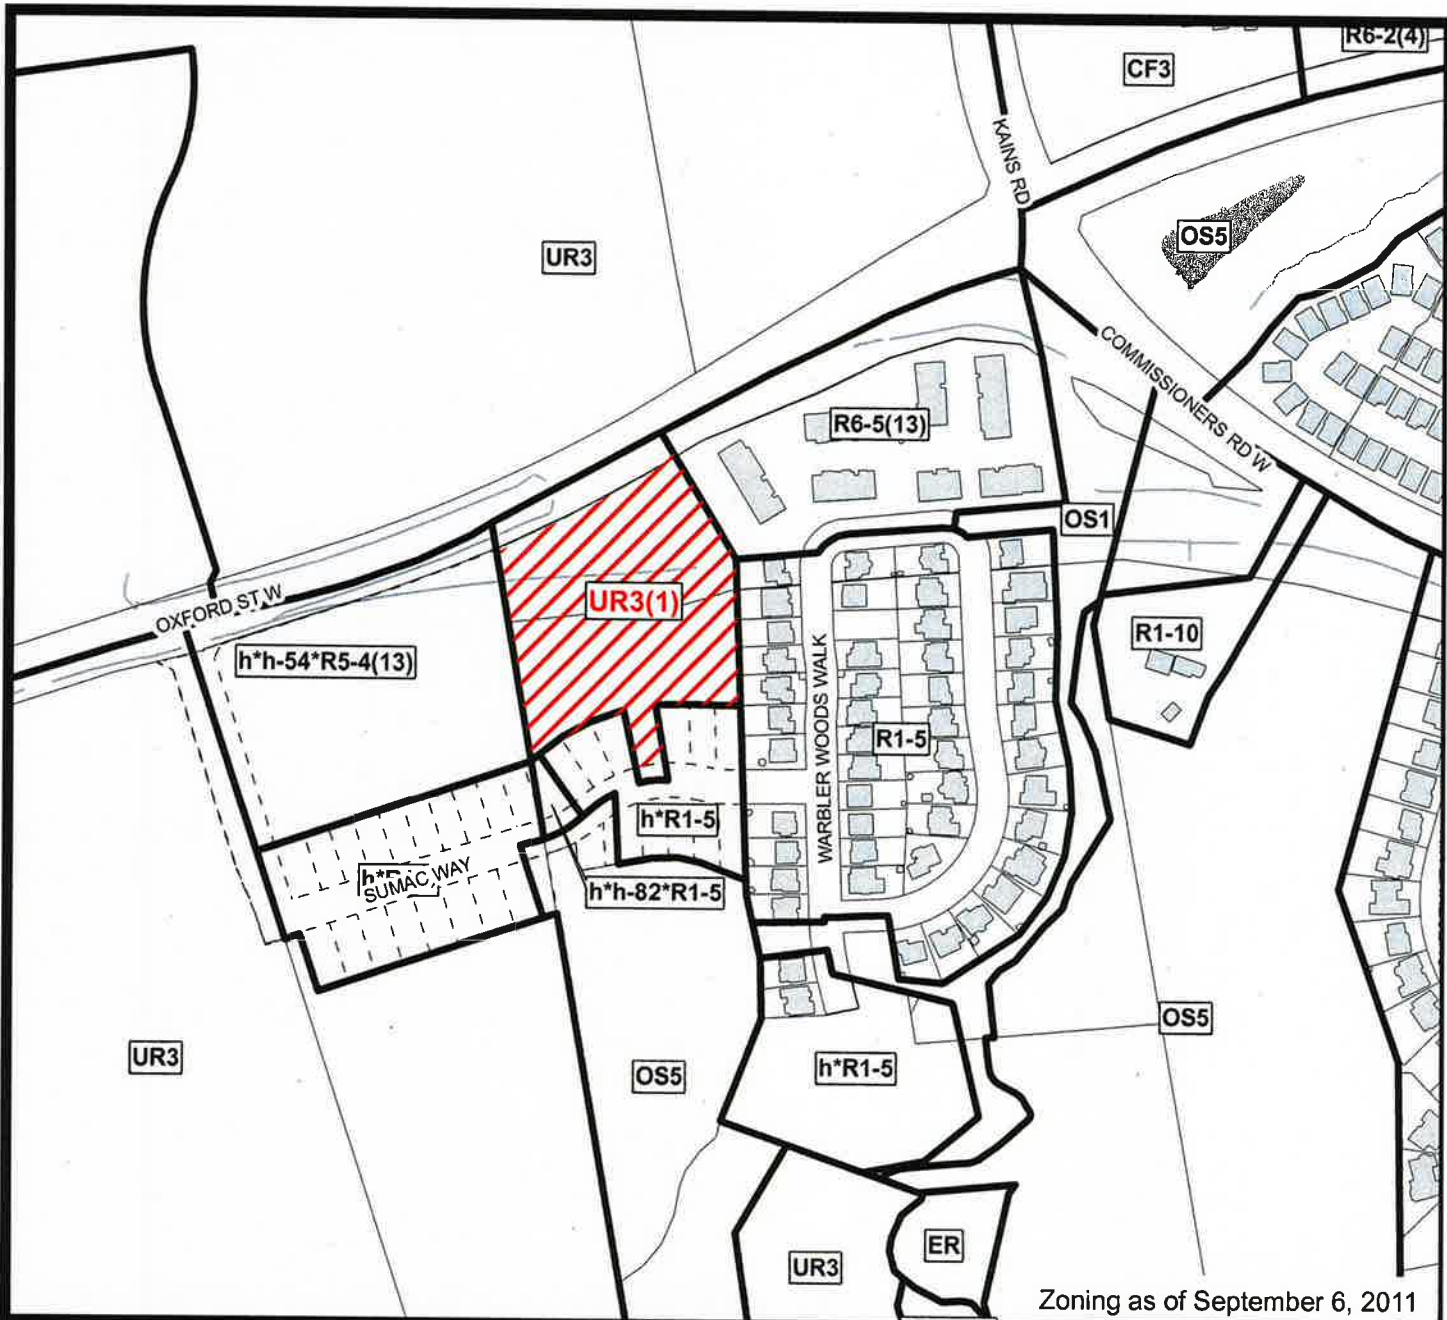 R6-2(4)
CF3
KAINS RD
OS5
UR3
COMMISSIONERS RD W
R6-5(13)
OS1
UR3(1)
OXFORD ST W
R1-10
h*h-54*R5-4(13)
WARBLER WOODS WALK
R1-5
h*R1-5
SUMAC WAY
h*h-82*R1-5
OS5
UR3
OS5
h*R1-5
ER
UR3
Zoning as of September 6, 2011